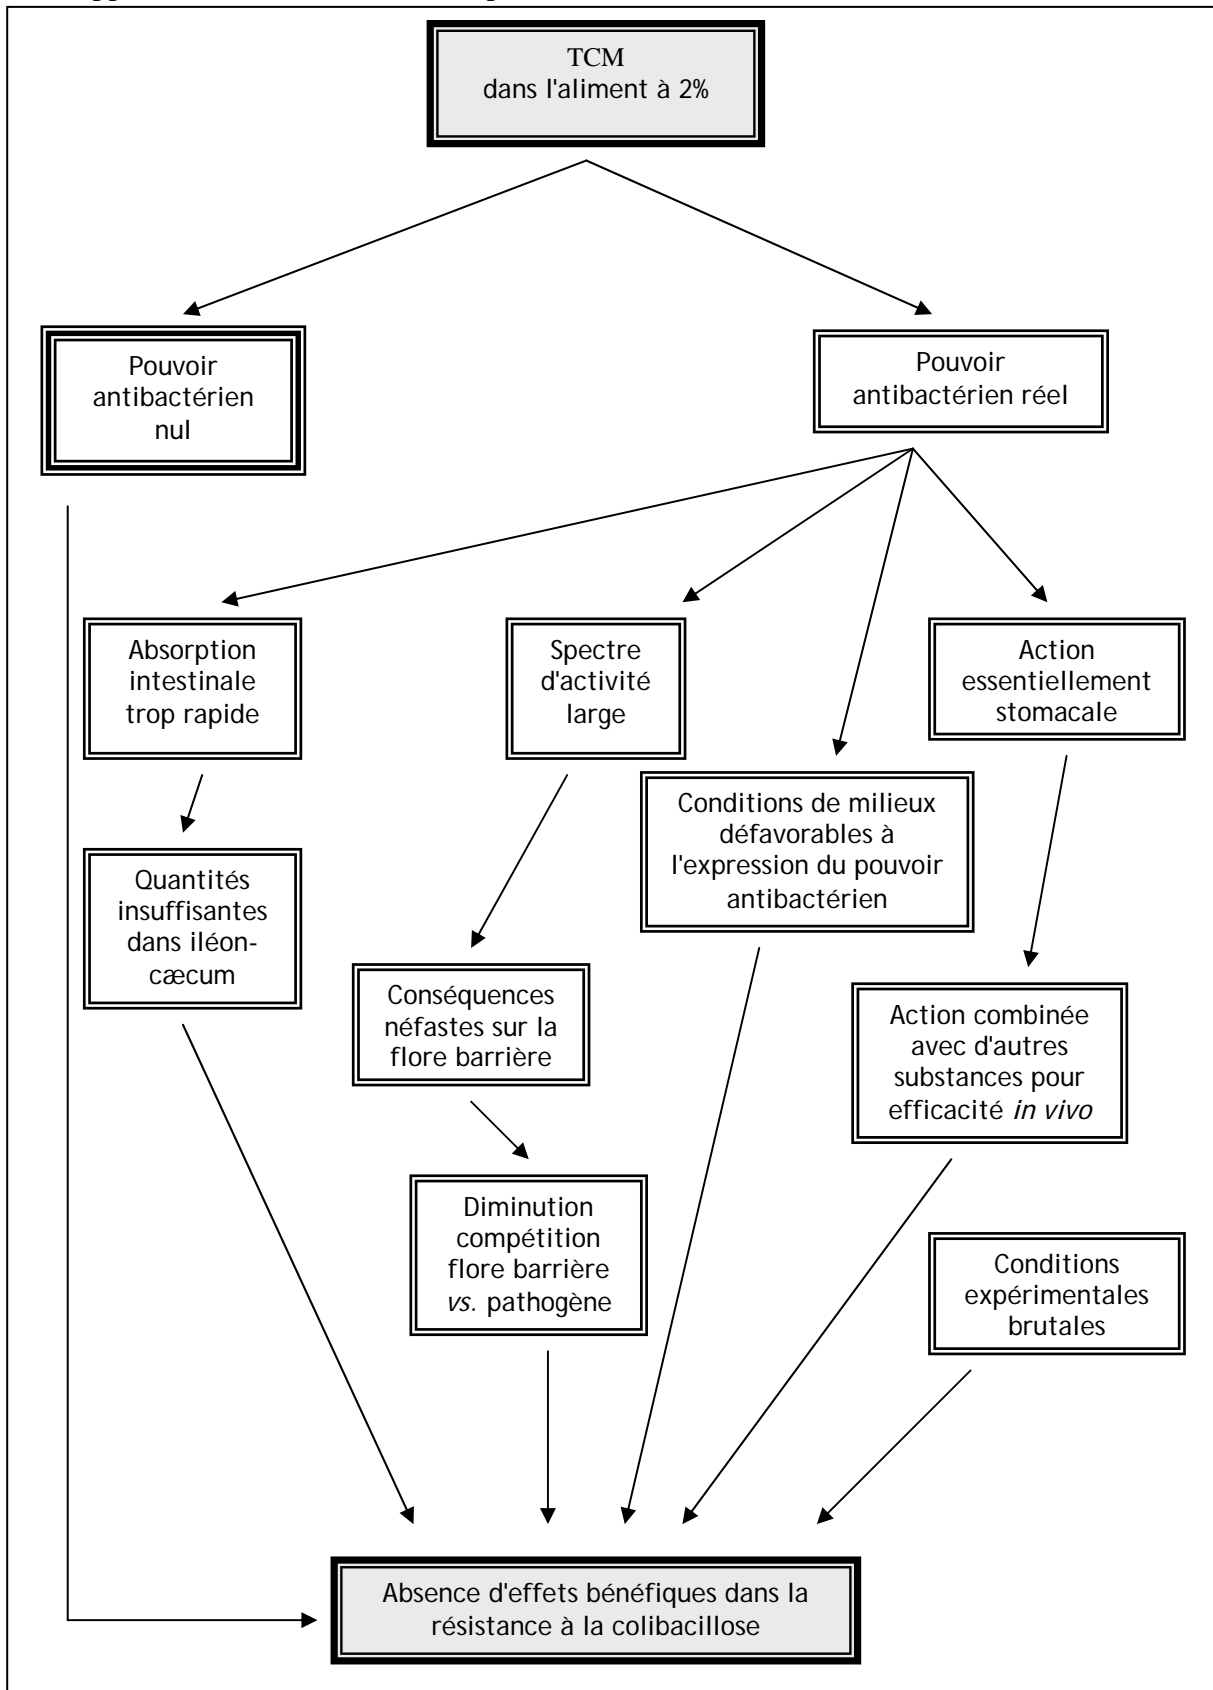 TCM
dans l'aliment à 2%
Pouvoir
antibactérien
nul
Pouvoir
antibactérien réel
Absorption
intestinale
trop rapide
Spectre
d'activité
large
Action
essentiellement
stomacale
Conditions de milieux
défavorables à
l'expression du pouvoir
antibactérien
Quantités
insuffisantes
dans iléon-
cæcum
Conséquences
néfastes sur la
flore barrière
Action combinée
avec d'autres
substances pour
efficacité in vivo
Diminution
compétition
flore barrière
vs. pathogène
Conditions
expérimentales
brutales
Absence d'effets bénéfiques dans la
résistance à la colibacillose